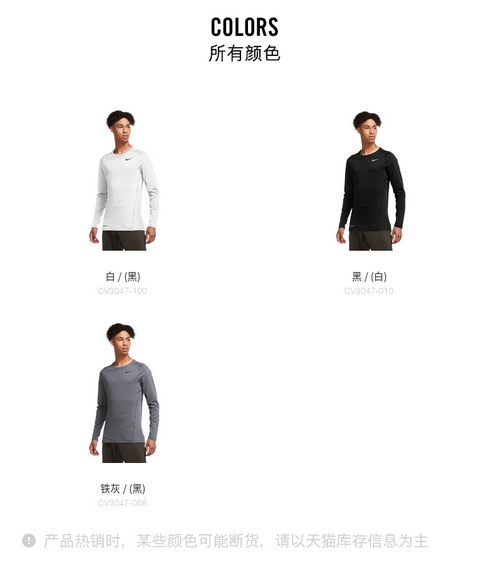 COLORS
所有颜色
白 / (黑)
CV3047-100
黑 / (白)
CV3047-010
铁灰 / (黑)
CV3047-068
产品热销时，某些颜色可能断货，请以天猫库存信息为主